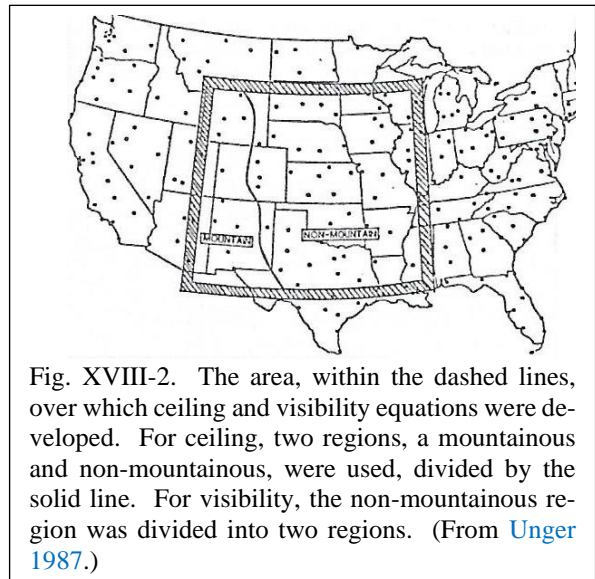 MOUNTAIN
NON-MOUNTAIN
Fig. XVIII-2. The area, within the dashed lines,
over which ceiling and visibility equations were de-
veloped. For ceiling, two regions, a mountainous
and non-mountainous, were used, divided by the
solid line. For visibility, the non-mountainous re-
gion was divided into two regions. (From Unger
1987.)